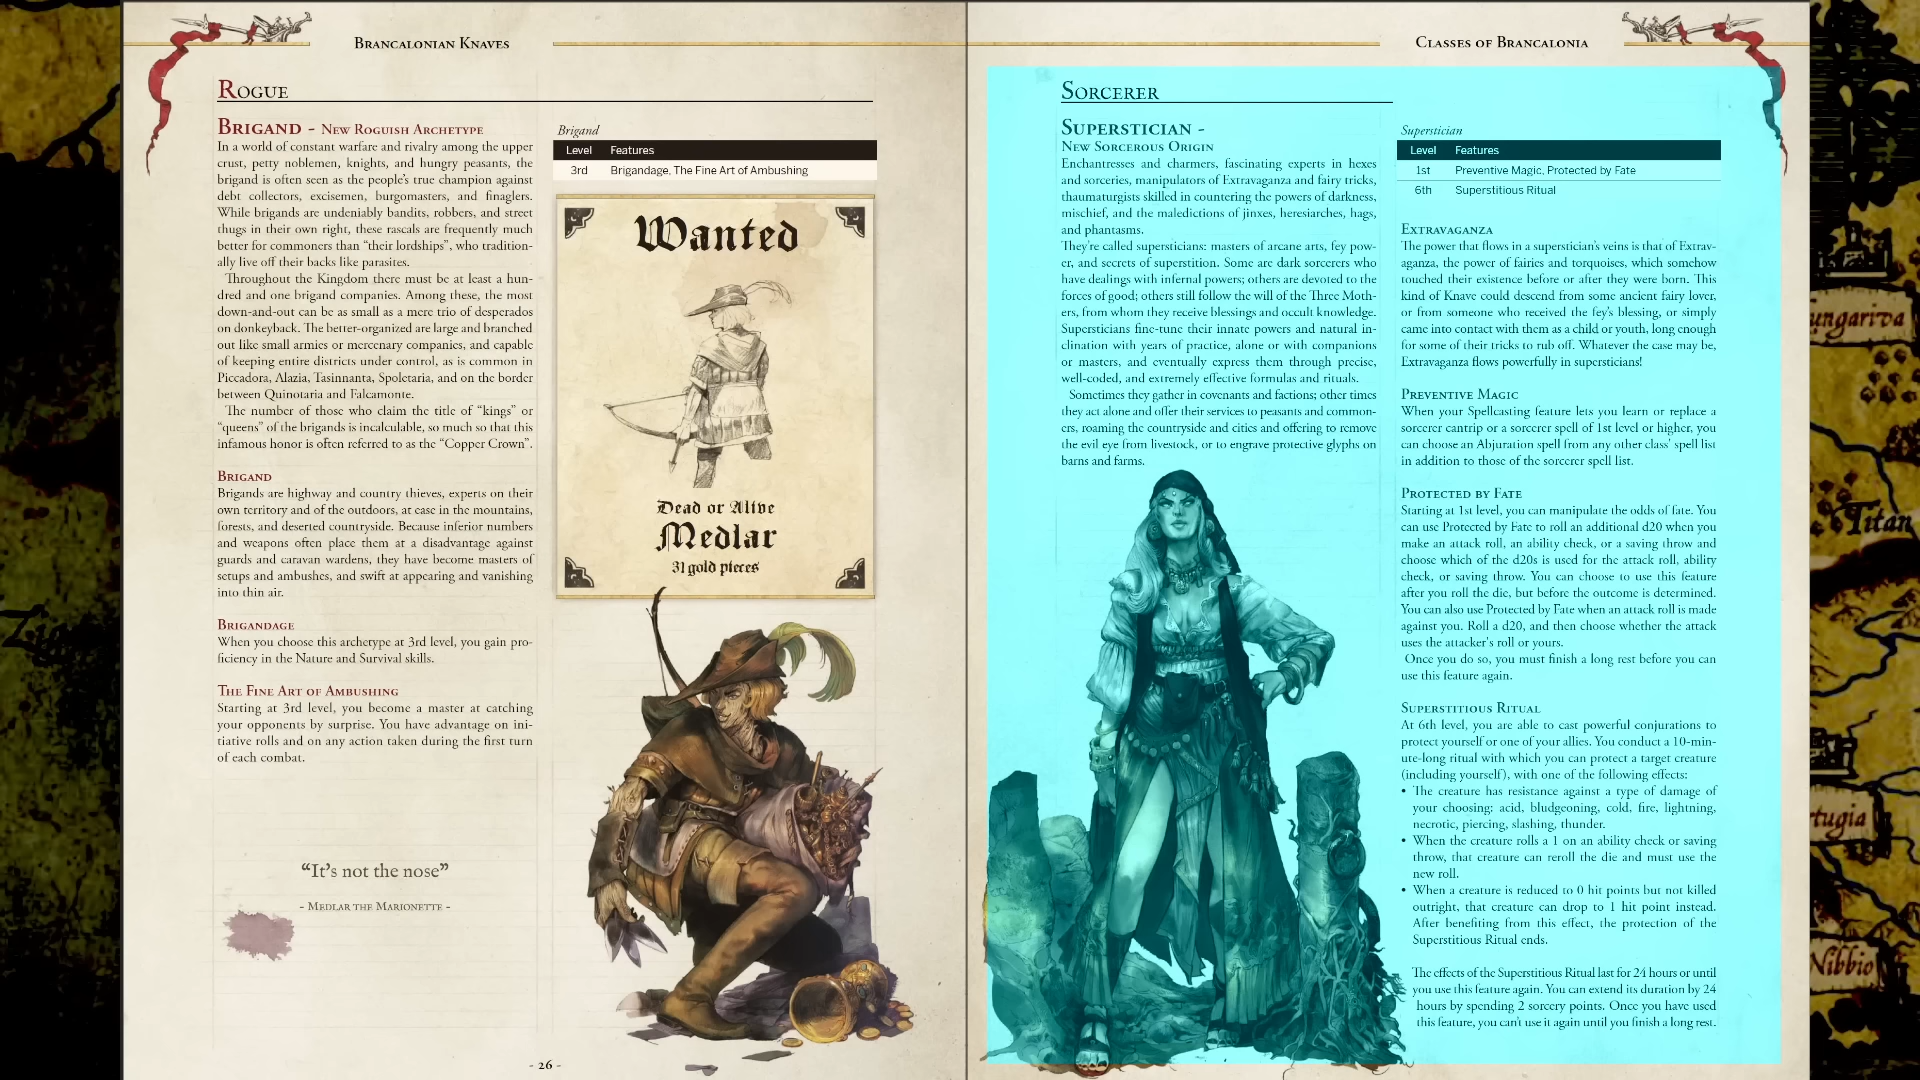 Brancalonian Knaves
Rogue
Brigand - New Roguish Archetype
In a world of constant warfare and rivalry among the upper
crust, petty noblemen, knights, and hungry peasants, the
brigand is often seen as the people's true champion against
debt collectors, excisemen, burgomasters, and finaglers.
While brigands are undeniably bandits, robbers, and street
thugs in their own right, these rascals are frequently much
better for commoners than “their lordships”, who tradition-
ally live off their backs like parasites.
Throughout the Kingdom there must be at least a hun-
dred and one brigand companies. Among these, the most
down-and-out can be as small as a mere trio of desperados
on donkeyback. The better-organized are large and branched
out like small armies or mercenary companies, and capable
of keeping entire districts under control, as is common in
Piccadora, Alazia, Tasinnanta, Spoletaria, and on the border
between Quinotaria and Falcamonte.
The number of those who claim the title of “kings” or
“queens” of the brigands is incalculable, so much so that this
infamous honor is often referred to as the “Copper Crown”.
Brigand
Brigands are highway and country thieves, experts on their
own territory and of the outdoors, at ease in the mountains,
forests, and deserted countryside. Because inferior numbers
and weapons often place them at a disadvantage against
guards and caravan wardens, they have become masters of
setups and ambushes, and swift at appearing and vanishing
into thin air.
Brigandage
When you choose this archetype at 3rd level, you gain pro-
ficiency in the Nature and Survival skills.
The Fine Art of Ambushing
Starting at 3rd level, you become a master at catching
your opponents by surprise. You have advantage on ini-
tiative rolls and on any action taken during the first turn
of each combat.
“It's not the nose”
- Medlar the Marionette -
Brigand
Level Features
3rd Brigandage, The Fine Art of Ambushing
Wanted
Dead or Alive
Medlar
31 gold pieces
- 26 -
Classes of Brancalonia
Sorcerer
Superstician -
New Sorcerous Origin
Enchantresses and charmers, fascinating experts in hexes
and sorceries, manipulators of Extravaganza and fairy tricks,
thaumaturgists skilled in countering the powers of darkness,
mischief, and the maledictions of jinxes, heresiarches, hags,
and phantasms.
They're called supersticians: masters of arcane arts, fey pow-
er, and secrets of superstition. Some are dark sorcerers who
have dealings with infernal powers; others are devoted to the
forces of good; others still follow the will of the Three Moth-
ers, from whom they receive blessings and occult knowledge.
Supersticians fine-tune their innate powers and natural in-
clination with years of practice, alone or with companions
or masters, and eventually express them through precise,
well-coded, and extremely effective formulas and rituals.
Sometimes they gather in covenants and factions; other times
they act alone and offer their services to peasants and common-
ers, roaming the countryside and cities and offering to remove
the evil eye from livestock, or to engrave protective glyphs on
barns and farms.
Superstician
Level Features
1st Preventive Magic, Protected by Fate
6th Superstitious Ritual
Extravaganza
The power that flows in a superstician's veins is that of Extrav-
aganza, the power of fairies and torquoises, which somehow
touched their existence before or after they were born. This
kind of Knave could descend from some ancient fairy lover,
or from someone who received the fey's blessing, or simply
came into contact with them as a child or youth, long enough
for some of their tricks to rub off. Whatever the case may be,
Extravaganza flows powerfully in supersticians!
Preventive Magic
When your Spellcasting feature lets you learn or replace a
sorcerer cantrip or a sorcerer spell of 1st level or higher, you
can choose an Abjuration spell from any other class' spell list
in addition to those of the sorcerer spell list.
Protected by Fate
Starting at 1st level, you can manipulate the odds of fate. You
can use Protected by Fate to roll an additional d20 when you
make an attack roll, an ability check, or a saving throw and
choose which of the d20s is used for the attack roll, ability
check, or saving throw. You can choose to use this feature
after you roll the die, but before the outcome is determined.
You can also use Protected by Fate when an attack roll is made
against you. Roll a d20, and then choose whether the attack
uses the attacker's roll or yours.
Once you do so, you must finish a long rest before you can
use this feature again.
Superstitious Ritual
At 6th level, you are able to cast powerful conjurations to
protect yourself or one of your allies. You conduct a 10-min-
ute-long ritual with which you can protect a target creature
(including yourself), with one of the following effects:
• The creature has resistance against a type of damage of
your choosing: acid, bludgeoning, cold, fire, lightning,
necrotic, piercing, slashing, thunder.
• When the creature rolls a 1 on an ability check or saving
throw, that creature can reroll the die and must use the
new roll.
• When a creature is reduced to 0 hit points but not killed
outright, that creature can drop to 1 hit point instead.
After benefiting from this effect, the protection of the
Superstitious Ritual ends.
The effects of the Superstitious Ritual last for 24 hours or until
you use this feature again. You can extend its duration by 24
hours by spending 2 sorcery points. Once you have used
this feature, you can't use it again until you finish a long rest.
ungariva
Titan
rtugia
Nibbio